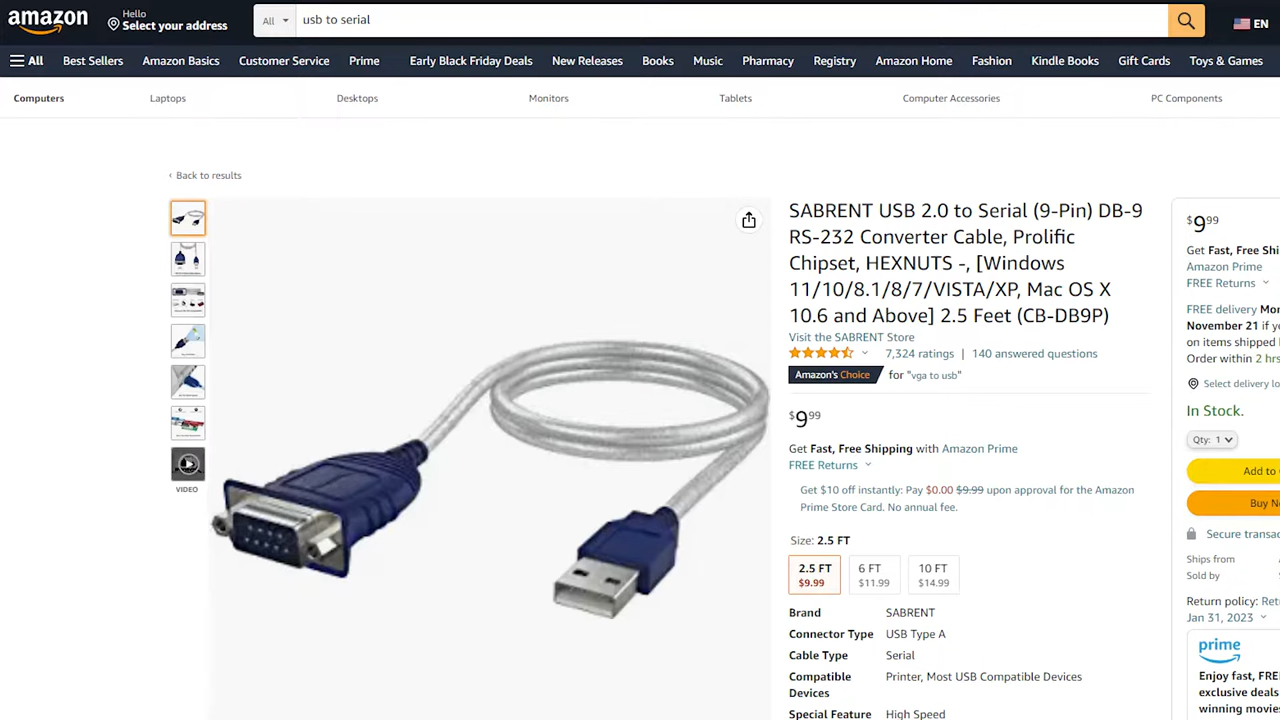 amazon
Hello
Select your address
All
usb to serial
EN
All
Best Sellers
Amazon Basics
Customer Service
Prime
Early Black Friday Deals
New Releases
Books
Music
Pharmacy
Registry
Amazon Home
Fashion
Kindle Books
Gift Cards
Toys & Games
Computers
Laptops
Desktops
Monitors
Tablets
Computer Accessories
PC Components
‹ Back to results
VIDEO
SABRENT USB 2.0 to Serial (9-Pin) DB-9
RS-232 Converter Cable, Prolific
Chipset, HEXNUTS -, [Windows
11/10/8.1/8/7/VISTA/XP, Mac OS X
10.6 and Above] 2.5 Feet (CB-DB9P)
Visit the SABRENT Store
7,324 ratings | 140 answered questions
Amazon's Choice for "vga to usb"
$9.99
Get Fast, Free Shipping with Amazon Prime
FREE Returns
Get $10 off instantly: Pay $0.00 $9.99 upon approval for the Amazon
Prime Store Card. No annual fee.
Size: 2.5 FT
2.5 FT
$9.99
6 FT
$11.99
10 FT
$14.99
Brand SABRENT
Connector Type USB Type A
Cable Type Serial
Compatible Devices Printer, Most USB Compatible Devices
Special Feature High Speed
$9.99
Get Fast, Free Shi
Amazon Prime
FREE Returns
FREE delivery Mon
November 21 if y
on items shipped
Order within 2 hrs
Select delivery lo
In Stock.
Qty: 1
Add to
Buy N
Secure transac
Ships from
Sold by
Return policy: Ret
Jan 31, 2023
prime
Enjoy fast, FRE
exclusive deals
winning movie